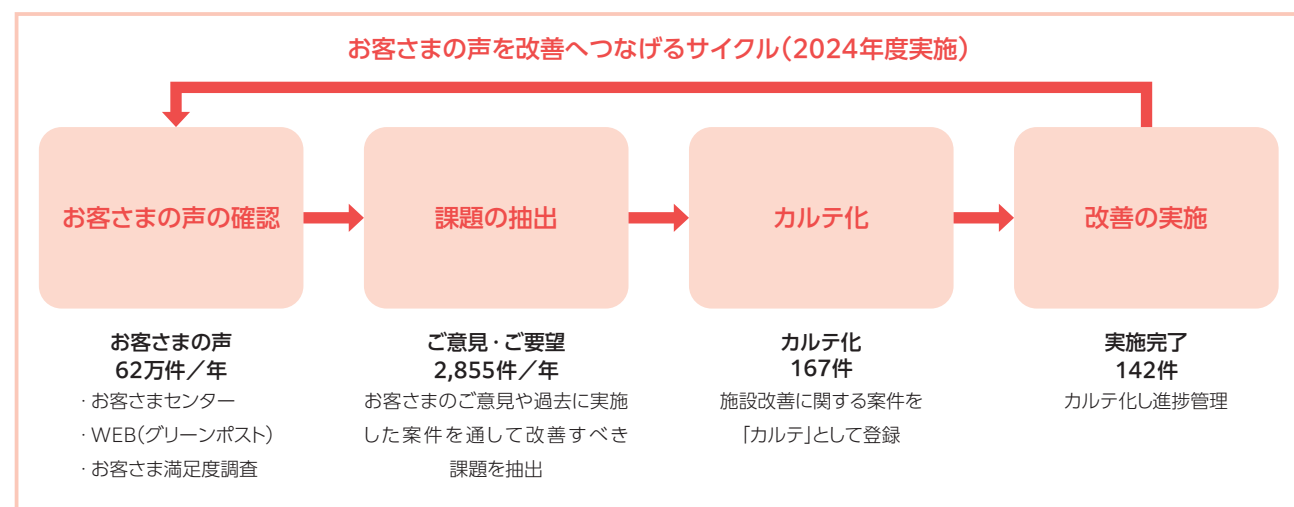 お客さまの声を改善へつなげるサイクル(2024年度実施)
お客さまの声の確認
課題の抽出
カルテ化
改善の実施
お客さまの声
62万件／年
・お客さまセンター
・WEB(グリーンポスト)
・お客さま満足度調査
ご意見・ご要望
2,855件／年
お客さまのご意見や過去に実施
した案件を通して改善すべき
課題を抽出
カルテ化
167件
施設改善に関する案件を
「カルテ」として登録
実施完了
142件
カルテ化し進捗管理